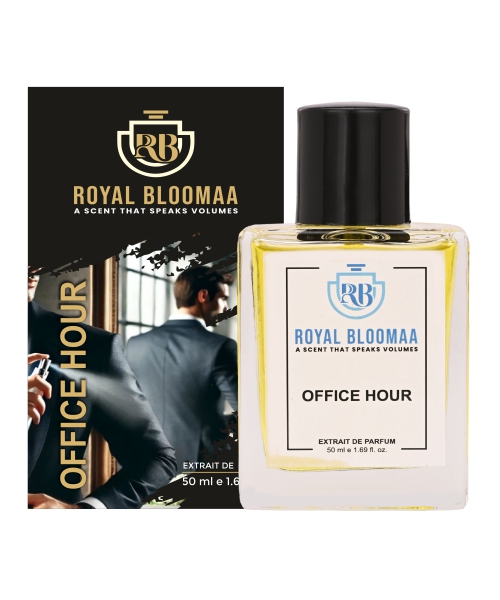 RB
ROYAL BLOOMAA
A SCENT THAT SPEAKS VOLUMES
OFFICE HOUR
EXTRAIT DE
50 ml e 1.6
RB
ROYAL BLOOMAA
A SCENT THAT SPEAKS VOLUMES
OFFICE HOUR
EXTRAIT DE PARFUM
50 ml e 1.69 fl. oz.